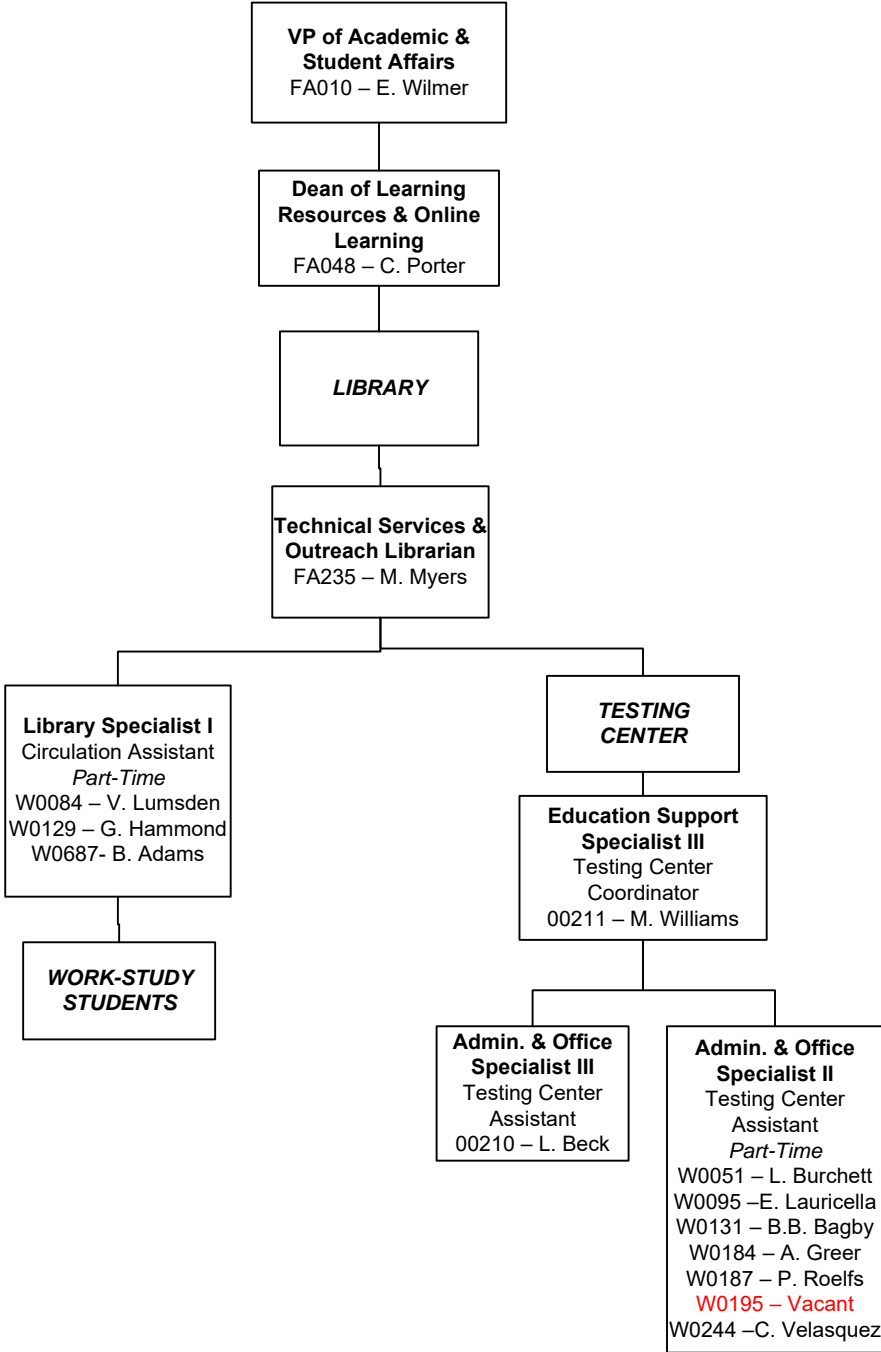 VP of Academic &
Student Affairs
FA010 – E. Wilmer
Dean of Learning
Resources & Online
Learning
FA048 – C. Porter
LIBRARY
Technical Services &
Outreach Librarian
FA235 – M. Myers
Library Specialist I
Circulation Assistant
Part-Time
W0084 – V. Lumsden
W0129 – G. Hammond
W0687- B. Adams
WORK-STUDY
STUDENTS
TESTING
CENTER
Education Support
Specialist III
Testing Center
Coordinator
00211 – M. Williams
Admin. & Office
Specialist III
Testing Center
Assistant
00210 – L. Beck
Admin. & Office
Specialist II
Testing Center
Assistant
Part-Time
W0051 – L. Burchett
W0095 –E. Lauricella
W0131 – B.B. Bagby
W0184 – A. Greer
W0187 – P. Roelfs
W0195 – Vacant
W0244 –C. Velasquez